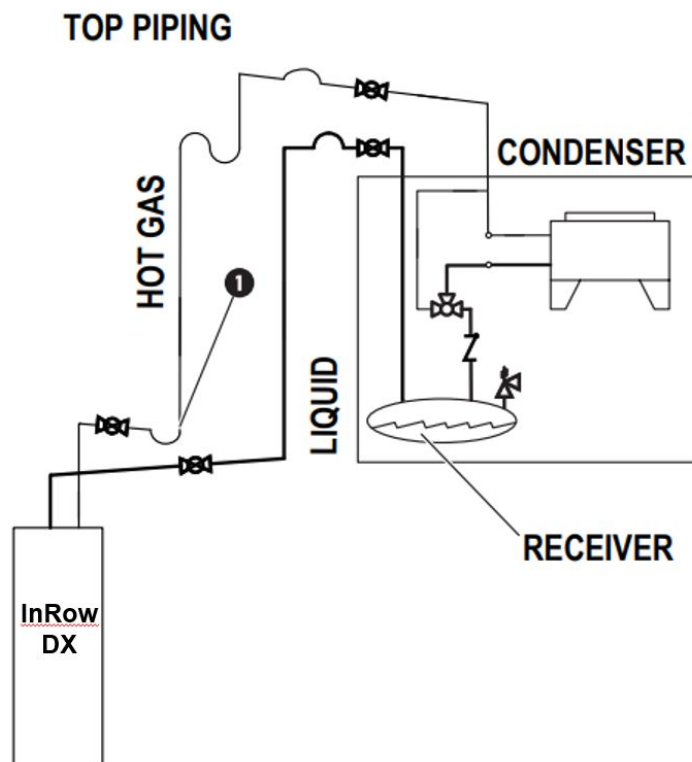 TOP PIPING
CONDENSER
HOT GAS
1
LIQUID
RECEIVER
InRow
DX